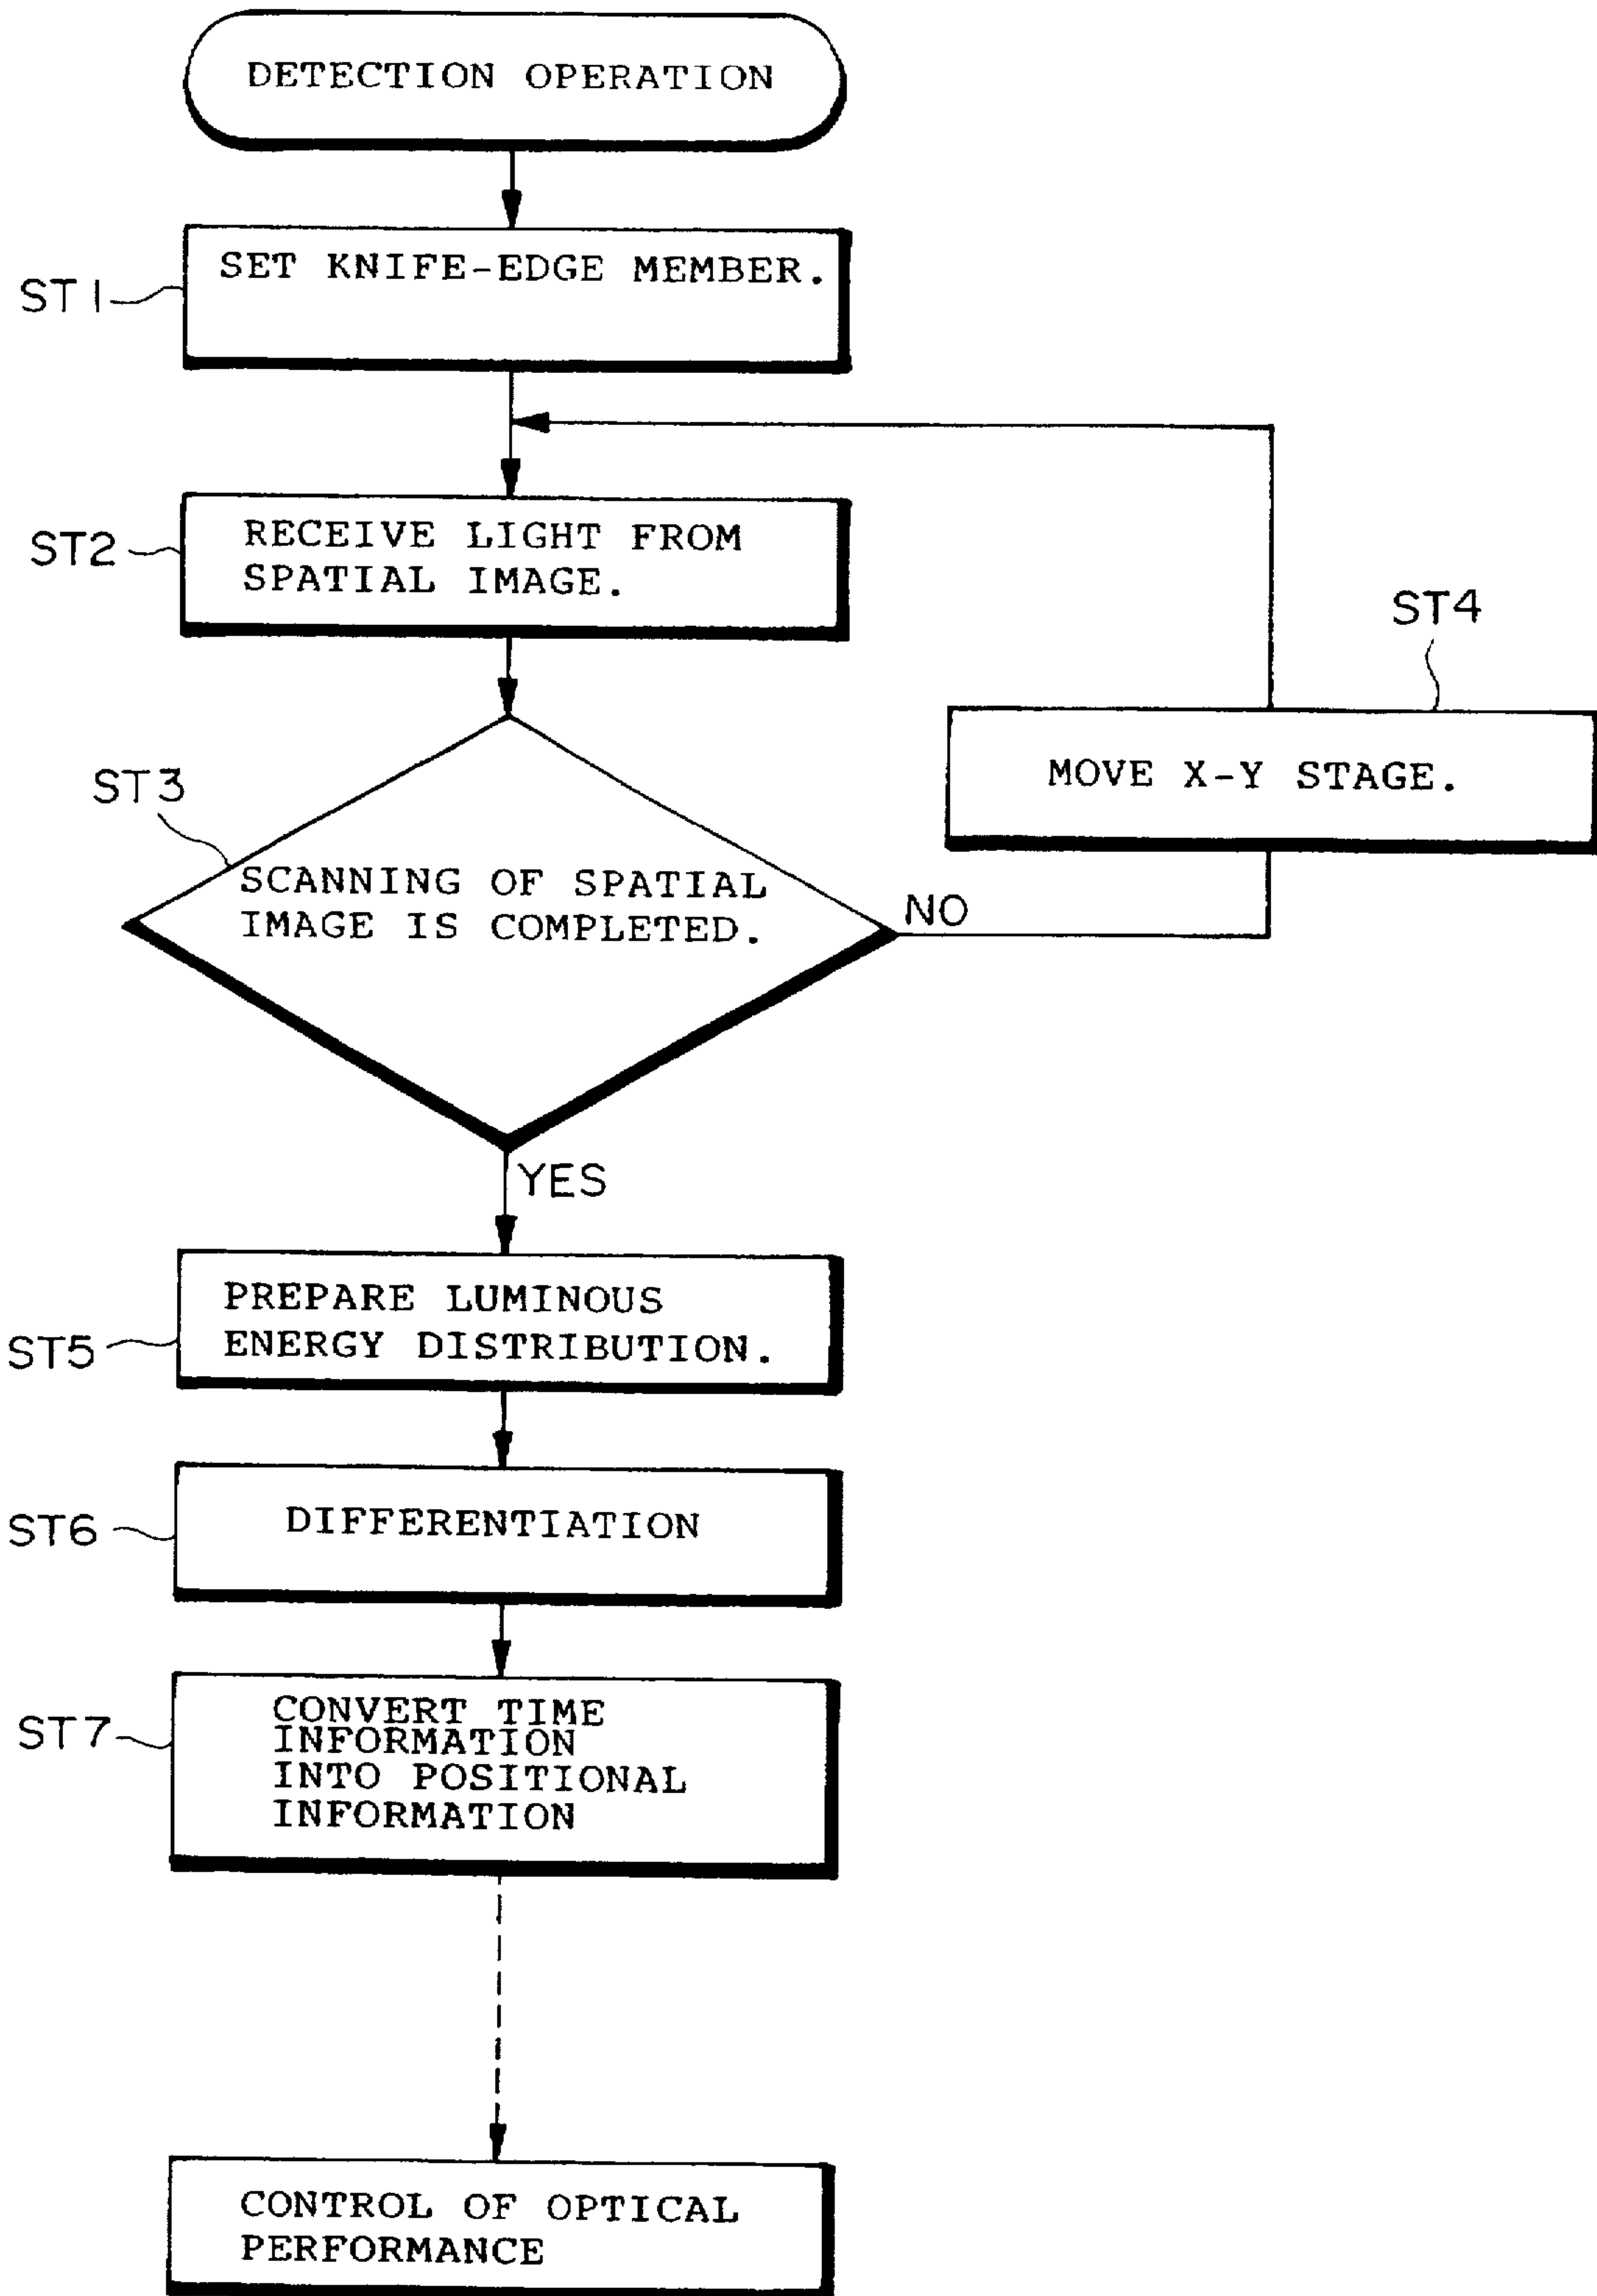 DETECTION OPERATION
ST1
SET KNIFE-EDGE MEMBER.
ST2
RECEIVE LIGHT FROM
SPATIAL IMAGE.
ST4
MOVE X-Y STAGE.
ST3
SCANNING OF SPATIAL
IMAGE IS COMPLETED.
NO
YES
ST5
PREPARE LUMINOUS
ENERGY DISTRIBUTION.
ST6
DIFFERENTIATION
ST7
CONVERT TIME
INFORMATION
INTO POSITIONAL
INFORMATION
CONTROL OF OPTICAL
PERFORMANCE